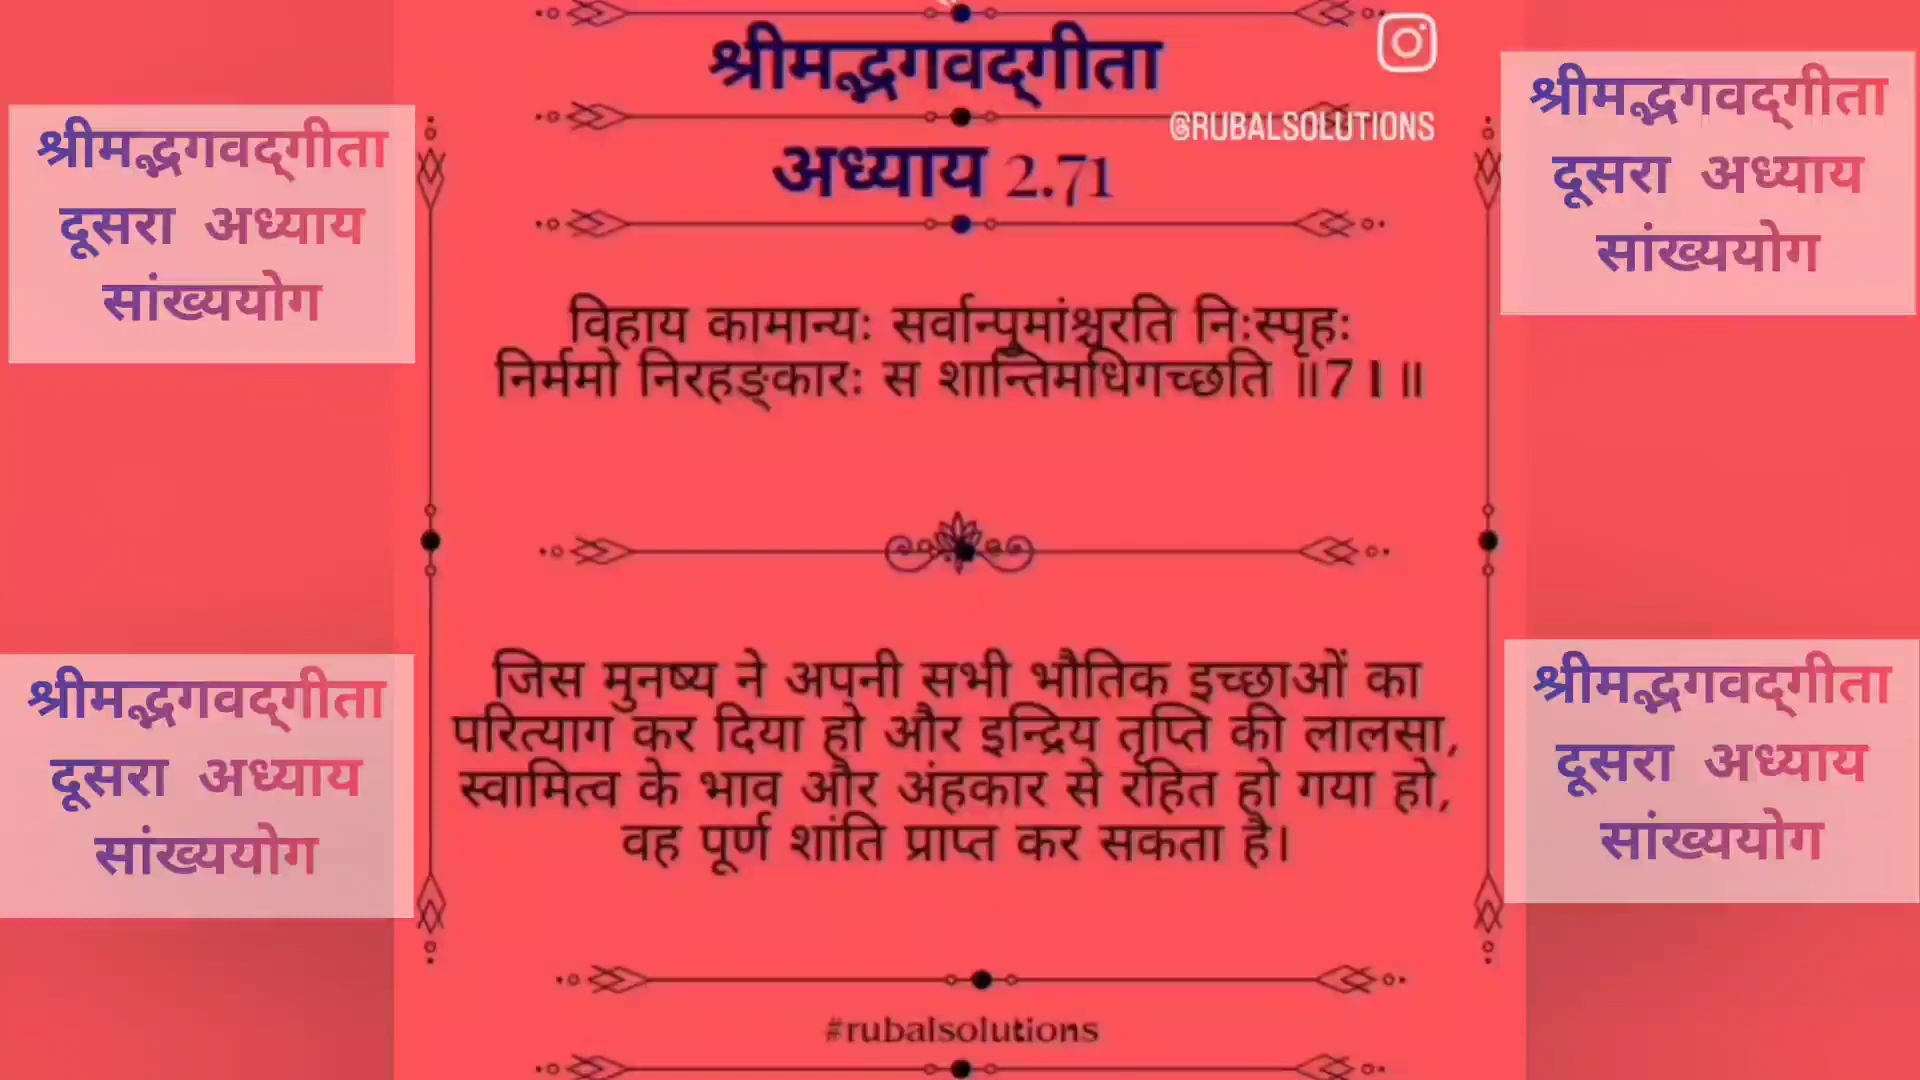 श्रीमद्भगवद्गीता
@RUBALSOLUTIONS
अध्याय 2.71
विहाय कामान्यः सर्वान्पुमांश्चरति निःस्पृहः
निर्ममो निरहङ्कारः स शान्तिमधिगच्छति ॥71॥
जिस मुनष्य ने अपनी सभी भौतिक इच्छाओं का
परित्याग कर दिया हो और इन्द्रिय तृप्ति की लालसा,
स्वामित्व के भाव और अंहकार से रहित हो गया हो,
वह पूर्ण शांति प्राप्त कर सकता है।
#rubalsolutions
श्रीमद्भगवद्गीता
दूसरा अध्याय
सांख्ययोग
श्रीमद्भगवद्गीता
दूसरा अध्याय
सांख्ययोग
श्रीमद्भगवद्गीता
दूसरा अध्याय
सांख्ययोग
श्रीमद्भगवद्गीता
दूसरा अध्याय
सांख्ययोग